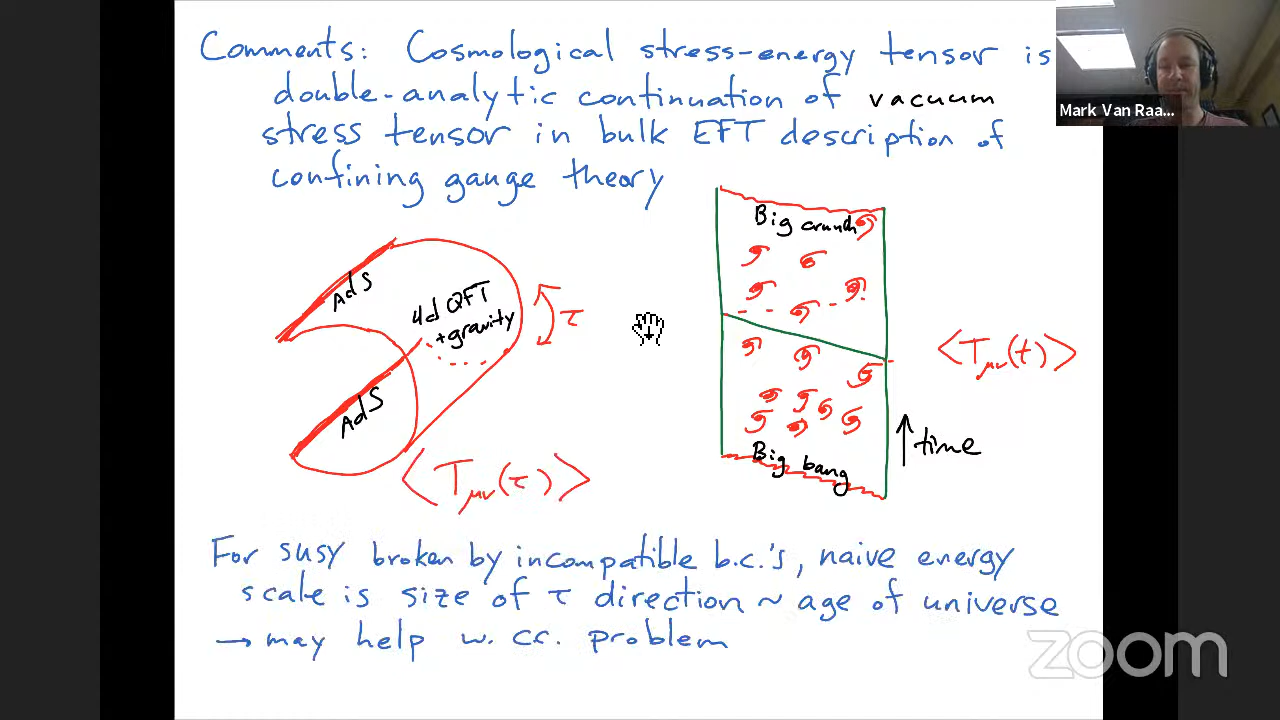 Comments: Cosmological stress-energy tensor is
double-analytic continuation of vacuum
stress tensor in bulk EFT description of
confining gauge theory
Mark Van Raa...
AdS
4d QFT
+gravity
τ
AdS
<Tμν(τ)>
Big crunch
<Tμν(t)>
↑ time
Big bang
For susy broken by incompatible b.c.'s, naive energy
scale is size of τ direction ~ age of universe
→ may help w. c.c. problem
zoom